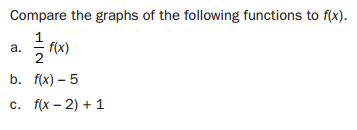 Compare the graphs of the following functions to f(x).
a. 1/2 f(x)
b. f(x) – 5
c. f(x – 2) + 1